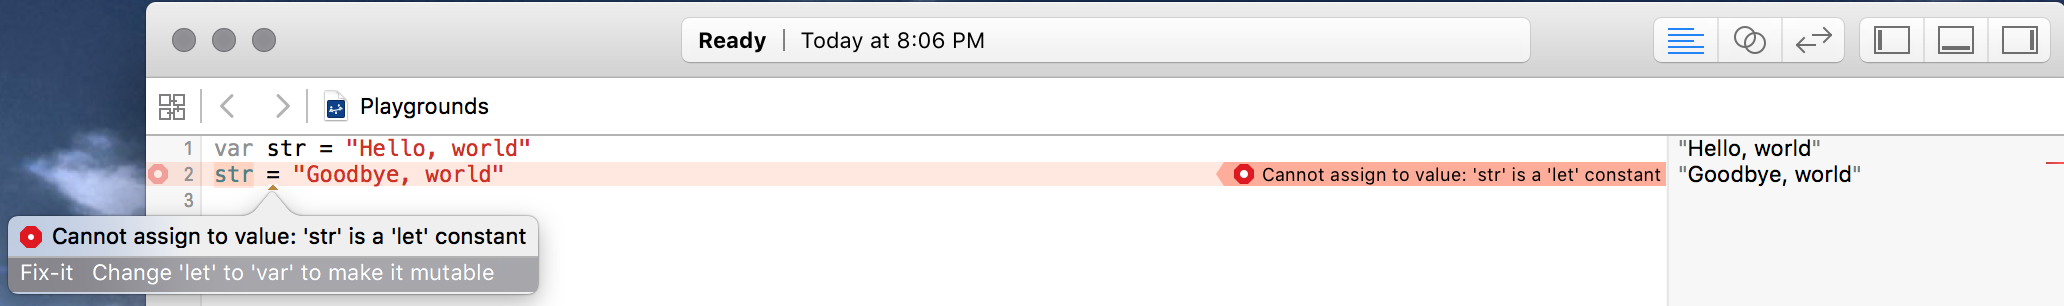 Ready | Today at 8:06 PM
Playgrounds
1 var str = "Hello, world"
"Hello, world"
2 str = "Goodbye, world"
Cannot assign to value: 'str' is a 'let' constant
"Goodbye, world"
3
Cannot assign to value: 'str' is a 'let' constant
Fix-it Change 'let' to 'var' to make it mutable